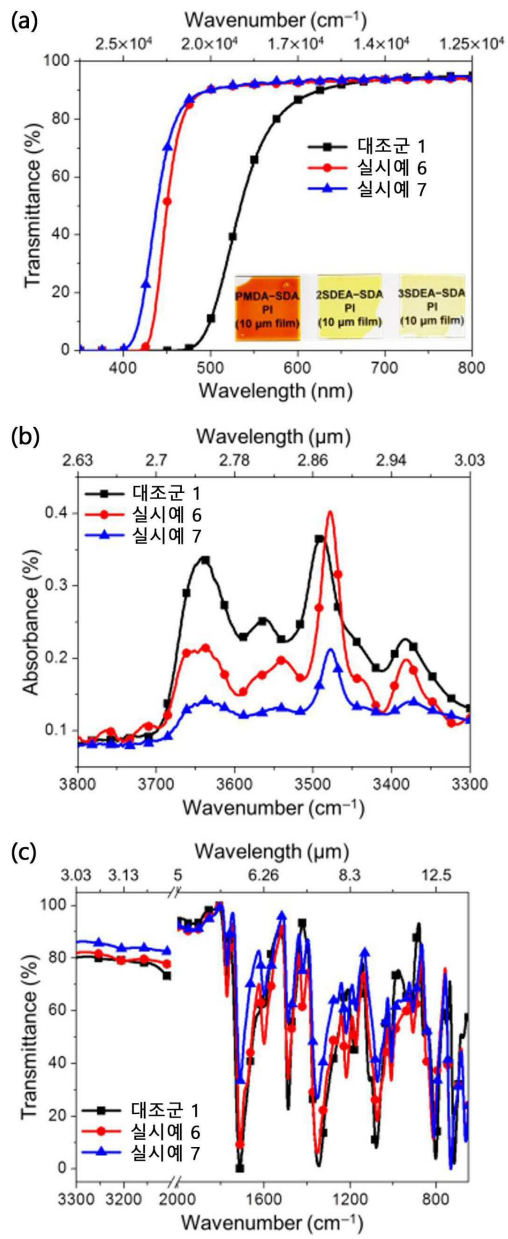 (a)
Wavenumber (cm⁻¹)
2.5×10⁴ 2.0×10⁴ 1.7×10⁴ 1.4×10⁴ 1.25×10⁴
Transmittance (%)
100
80
60
40
20
0
대조군 1
실시예 6
실시예 7
PMDA−SDA PI (10 μm film)
2SDEA−SDA PI (10 μm film)
3SDEA−SDA PI (10 μm film)
400 500 600 700 800
Wavelength (nm)
(b)
Wavelength (μm)
2.63 2.7 2.78 2.86 2.94 3.03
Absorbance (%)
0.4
0.3
0.2
0.1
대조군 1
실시예 6
실시예 7
3800 3700 3600 3500 3400 3300
Wavenumber (cm⁻¹)
(c)
Wavelength (μm)
3.03 3.13 5 6.26 8.3 12.5
Transmittance (%)
100
80
60
40
20
0
대조군 1
실시예 6
실시예 7
3300 3200 2000 1600 1200 800
Wavenumber (cm⁻¹)